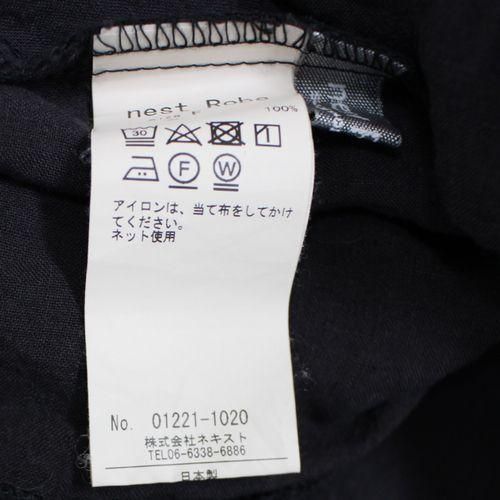 nest Robe
100%
30
F W
アイロンは、当て布をしてかけ
てください。
ネット使用
No. 01221-1020
株式会社ネキスト
TEL06-6338-6886
日本製